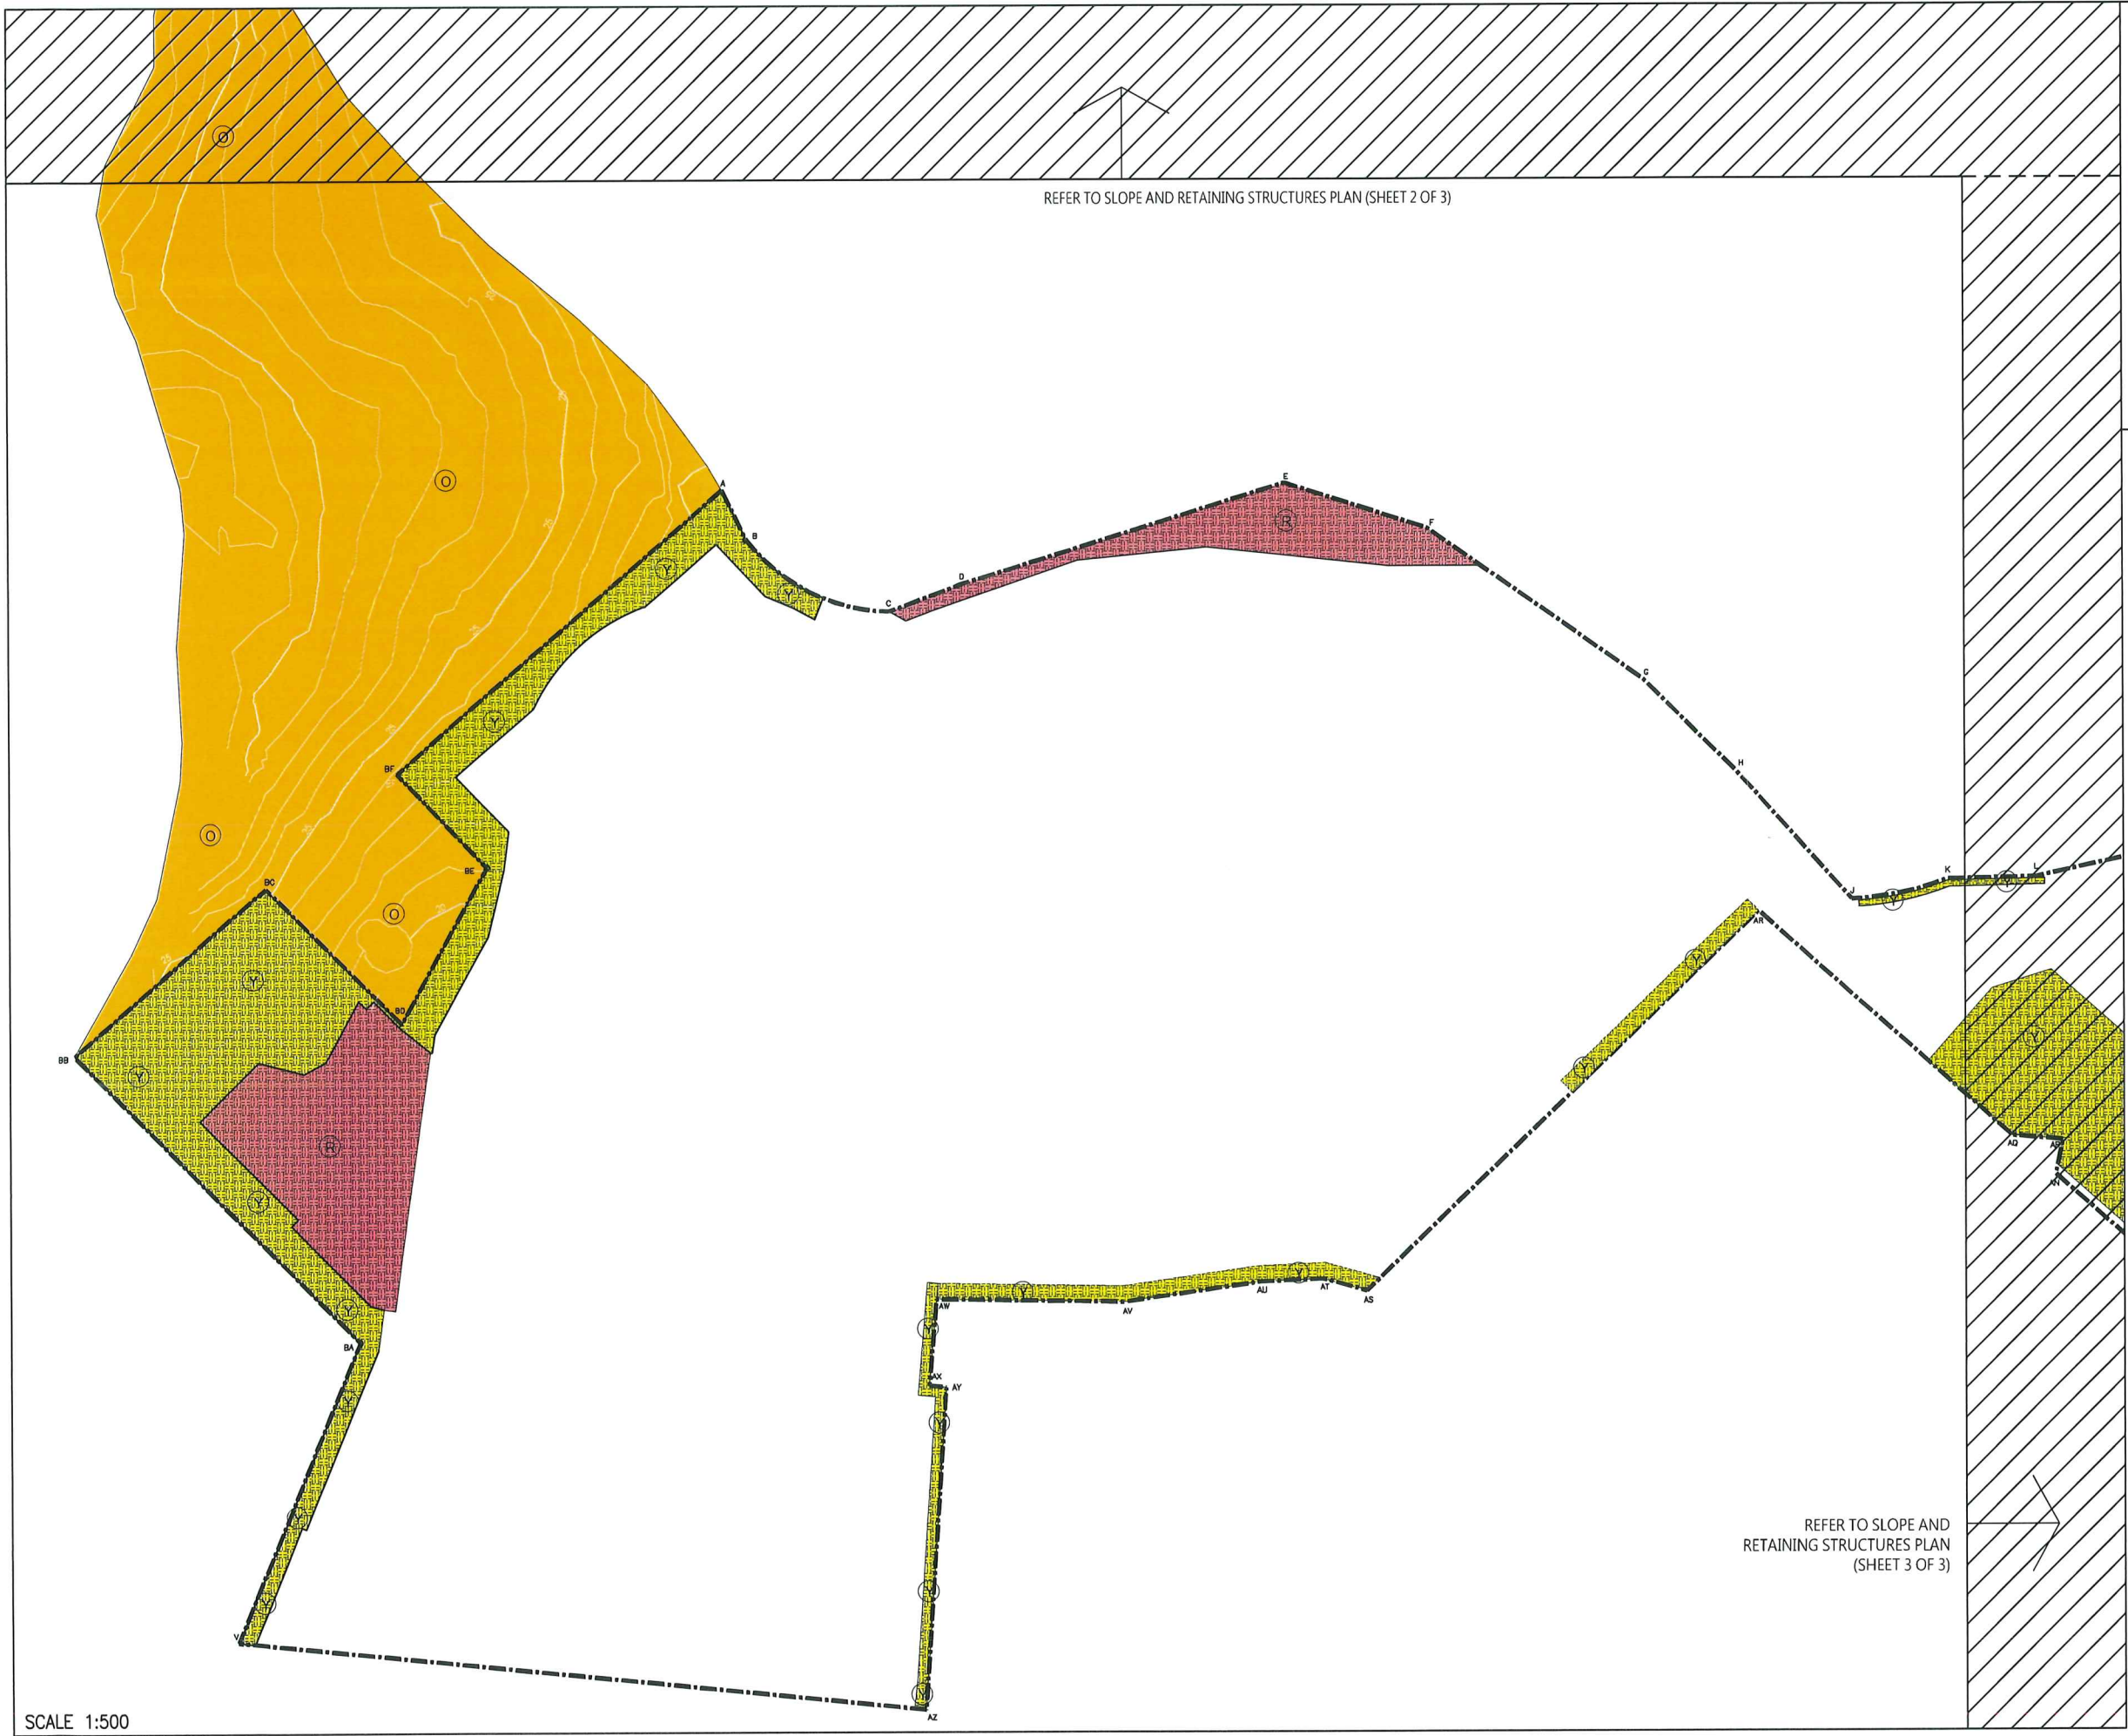 O
REFER TO SLOPE AND RETAINING STRUCTURES PLAN (SHEET 2 OF 3)
O
A
E
R
F
B
Y
D
Y
C
G
Y
BF
H
O
BE
BC
J
Y
K
Y
L
O
AR
Y
Y
BD
BB
Y
Y
Y
AQ
AP
R
W
Y
Y
Y
AU
AT
AS
Y
AW
AV
Y
BA
AX
AY
Y
Y
Y
REFER TO SLOPE AND
RETAINING STRUCTURES PLAN
(SHEET 3 OF 3)
Y
Y
V
Y
AZ
SCALE 1:500